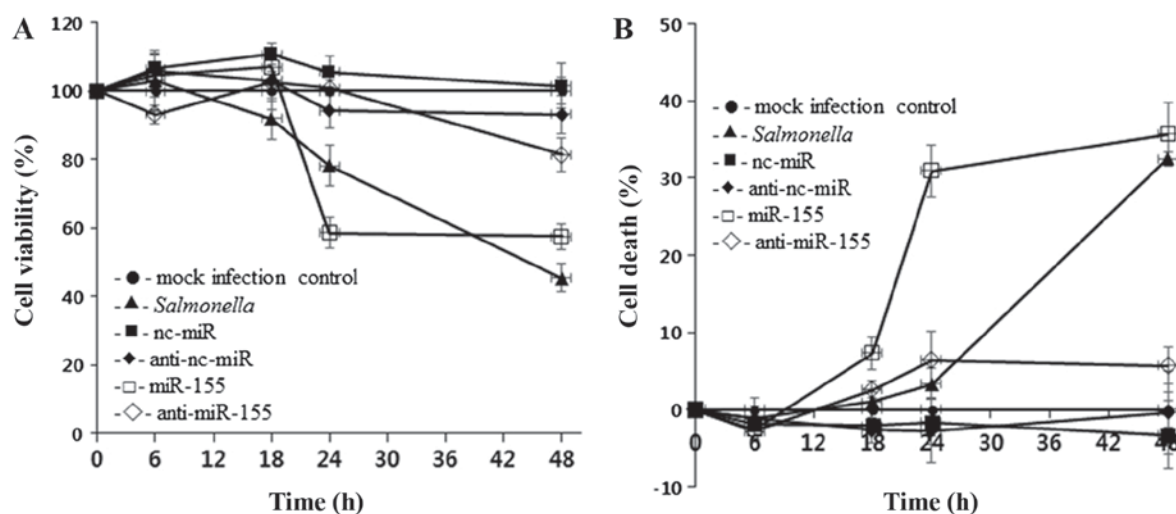 A
120
100
80
60
40
20
0
Cell viability (%)
mock infection control
Salmonella
nc-miR
anti-nc-miR
miR-155
anti-miR-155
0 6 12 18 24 30 36 42 48
Time (h)
B
50
40
30
20
10
0
-10
Cell death (%)
mock infection control
Salmonella
nc-miR
anti-nc-miR
miR-155
anti-miR-155
0 6 12 18 24 30 36 42 48
Time (h)